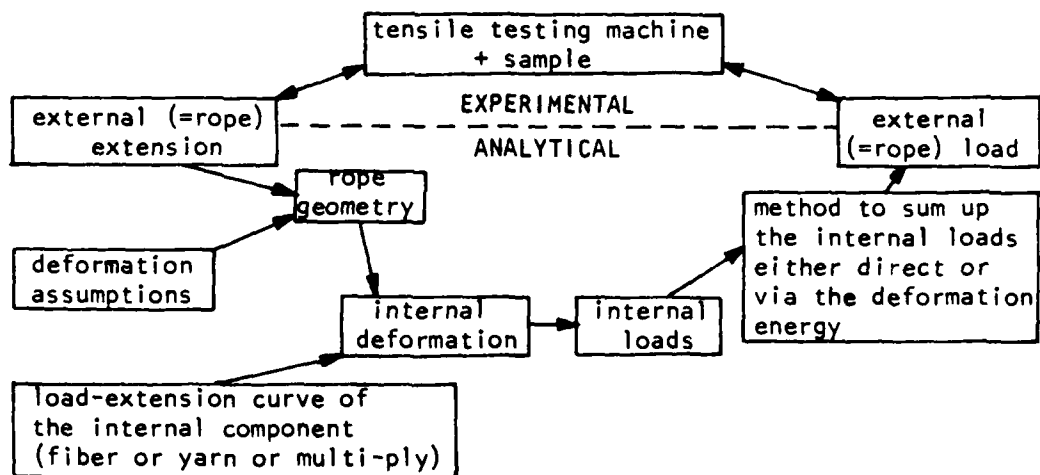 tensile testing machine
+ sample
EXPERIMENTAL
external (=rope)
extension
external
(=rope) load
ANALYTICAL
rope
geometry
deformation
assumptions
method to sum up
the internal loads
either direct or
via the deformation
energy
internal
deformation
internal
loads
load-extension curve of
the internal component
(fiber or yarn or multi-ply)